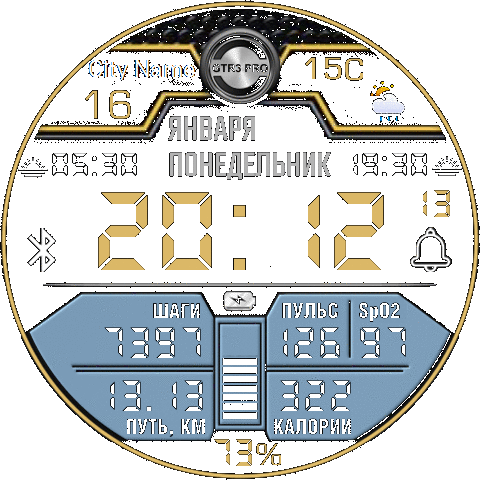 GTR3 PRO
City Name
15C
16
ЯНВАРЯ
05:30
ПОНЕДЕЛЬНИК
19:30
20:12
13
ШАГИ
ПУЛЬС
SpO2
7397
126
97
13.13
322
ПУТЬ, КМ
КАЛОРИИ
73%